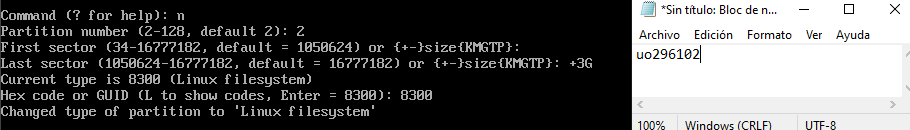 Command (? for help): n
Partition number (2-128, default 2): 2
First sector (34-16777182, default = 1050624) or {+-}size{KMGTP}:
Last sector (1050624-16777182, default = 16777182) or {+-}size{KMGTP}: +3G
Current type is 8300 (Linux filesystem)
Hex code or GUID (L to show codes, Enter = 8300): 8300
Changed type of partition to 'Linux filesystem'
*Sin título: Bloc de n...
Archivo Edición Formato Ver Ayuda
uo296102
100% Windows (CRLF) UTF-8